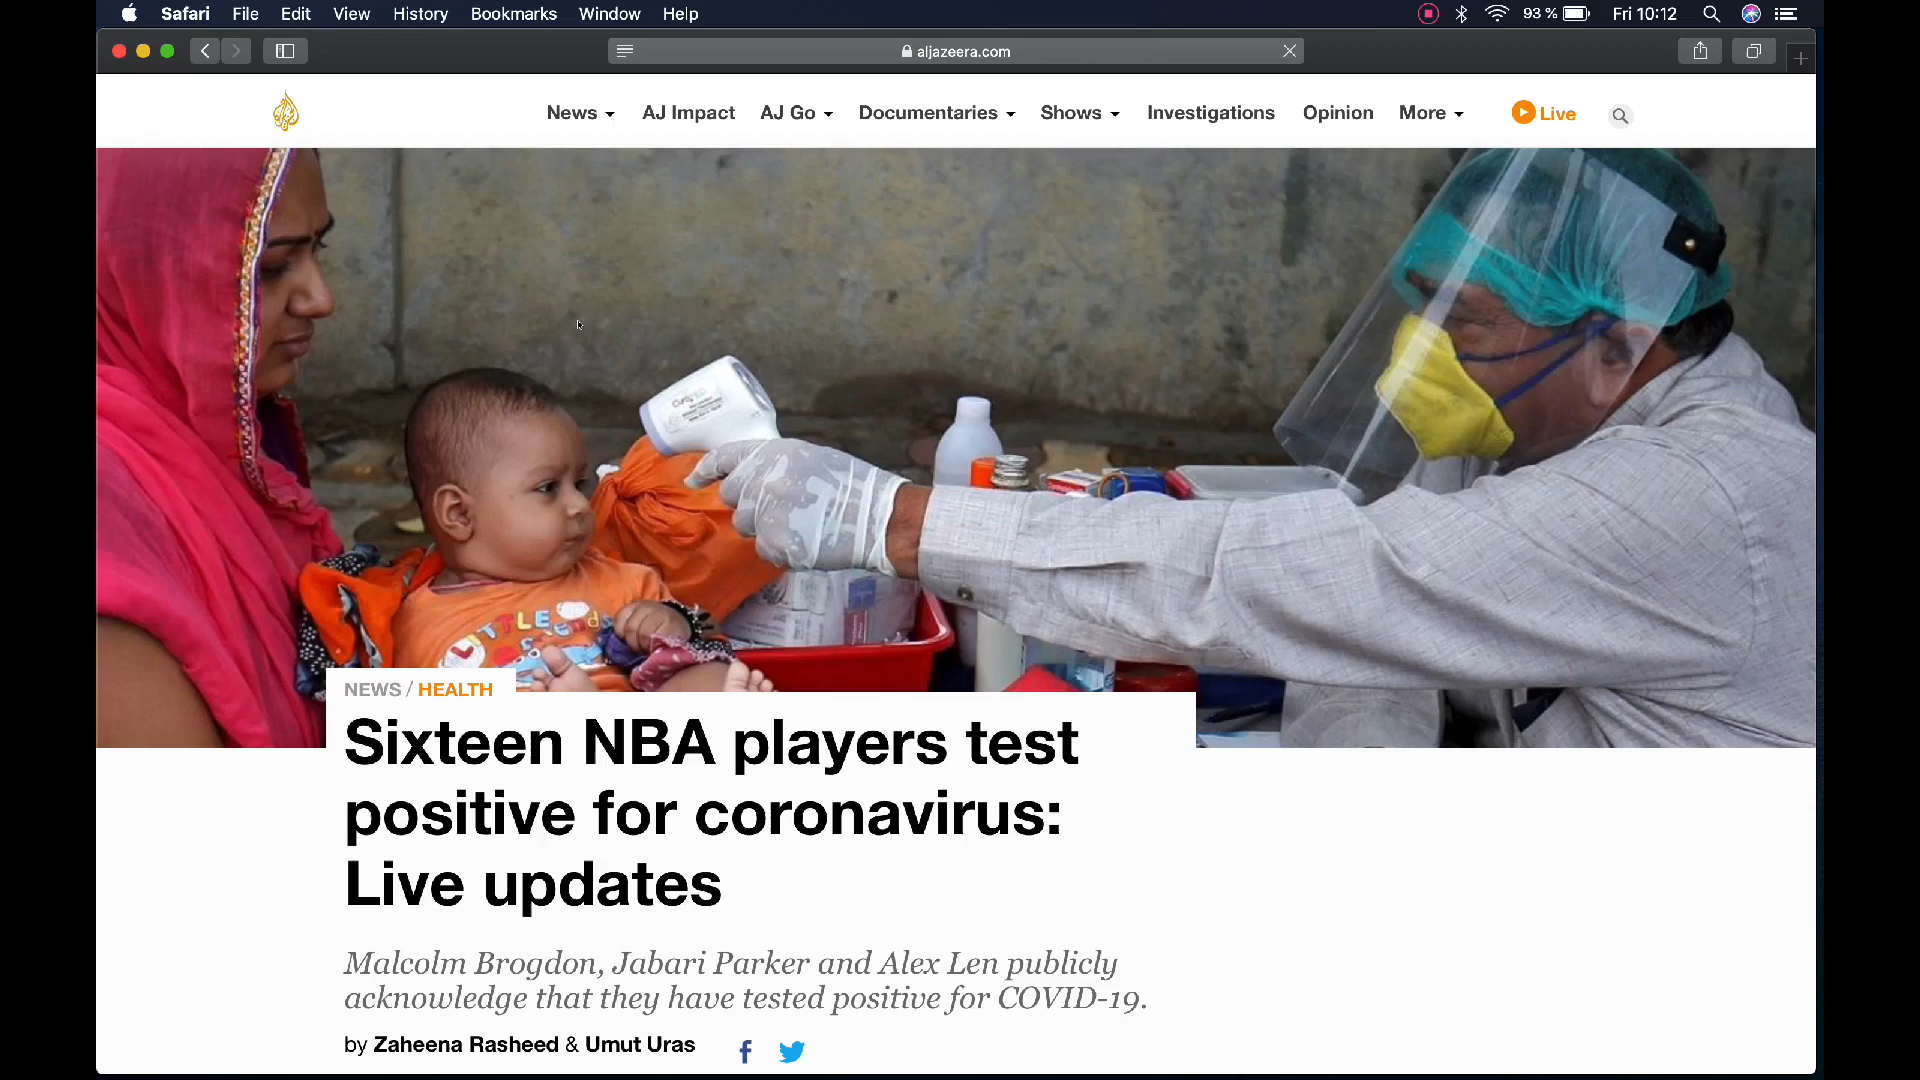 Safari File Edit View History Bookmarks Window Help 93 % Fri 10:12
aljazeera.com
News AJ Impact AJ Go Documentaries Shows Investigations Opinion More Live
LITTLE
friends
NEWS / HEALTH
Sixteen NBA players test
positive for coronavirus:
Live updates
Malcolm Brogdon, Jabari Parker and Alex Len publicly
acknowledge that they have tested positive for COVID-19.
by Zaheena Rasheed & Umut Uras